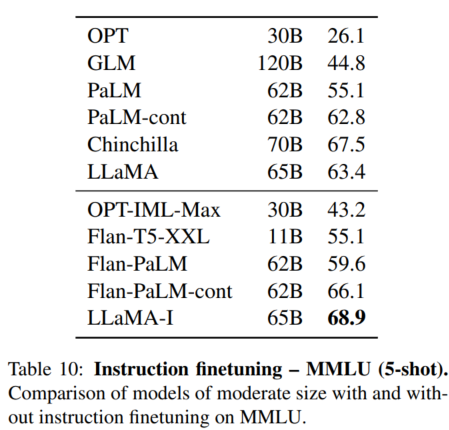 OPT 30B 26.1
GLM 120B 44.8
PaLM 62B 55.1
PaLM-cont 62B 62.8
Chinchilla 70B 67.5
LLaMA 65B 63.4
OPT-IML-Max 30B 43.2
Flan-T5-XXL 11B 55.1
Flan-PaLM 62B 59.6
Flan-PaLM-cont 62B 66.1
LLaMA-I 65B 68.9
Table 10: Instruction finetuning – MMLU (5-shot).
Comparison of models of moderate size with and with-
out instruction finetuning on MMLU.